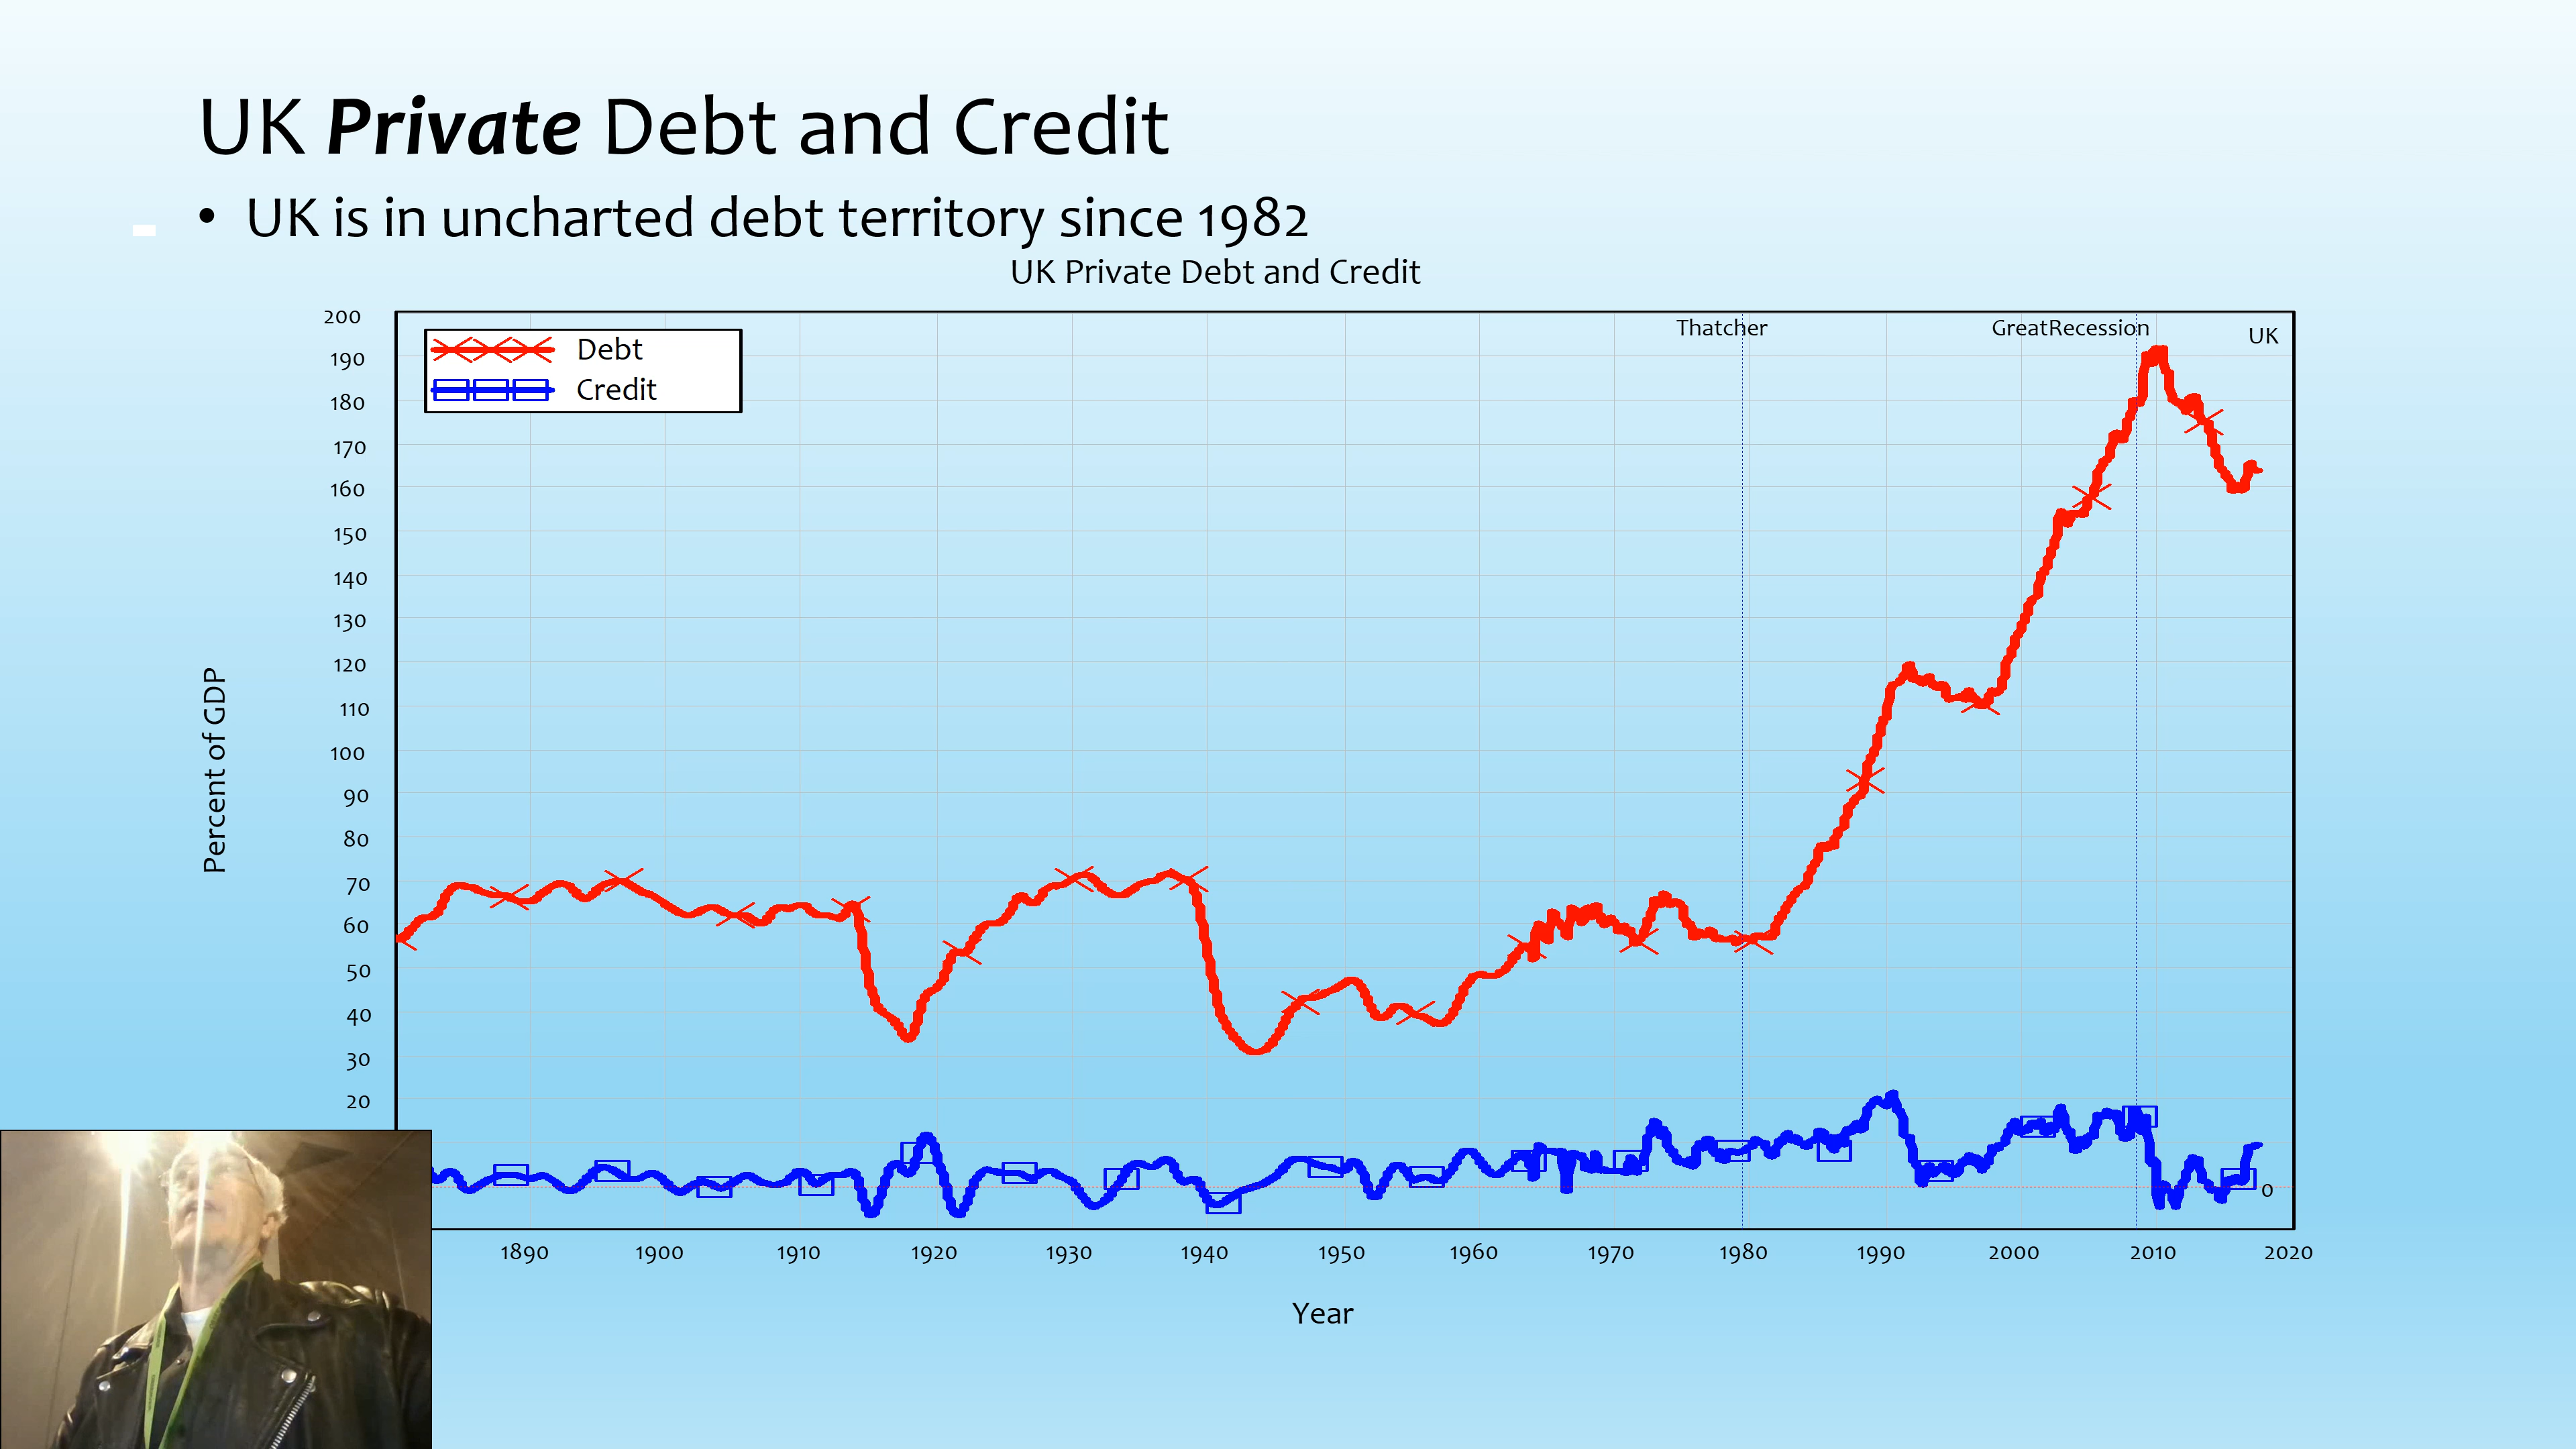 UK Private Debt and Credit
• UK is in uncharted debt territory since 1982
UK Private Debt and Credit
Debt
Credit
Thatcher
GreatRecession
UK
Percent of GDP
200
190
180
170
160
150
140
130
120
110
100
90
80
70
60
50
40
30
20
0
1890 1900 1910 1920 1930 1940 1950 1960 1970 1980 1990 2000 2010 2020
Year